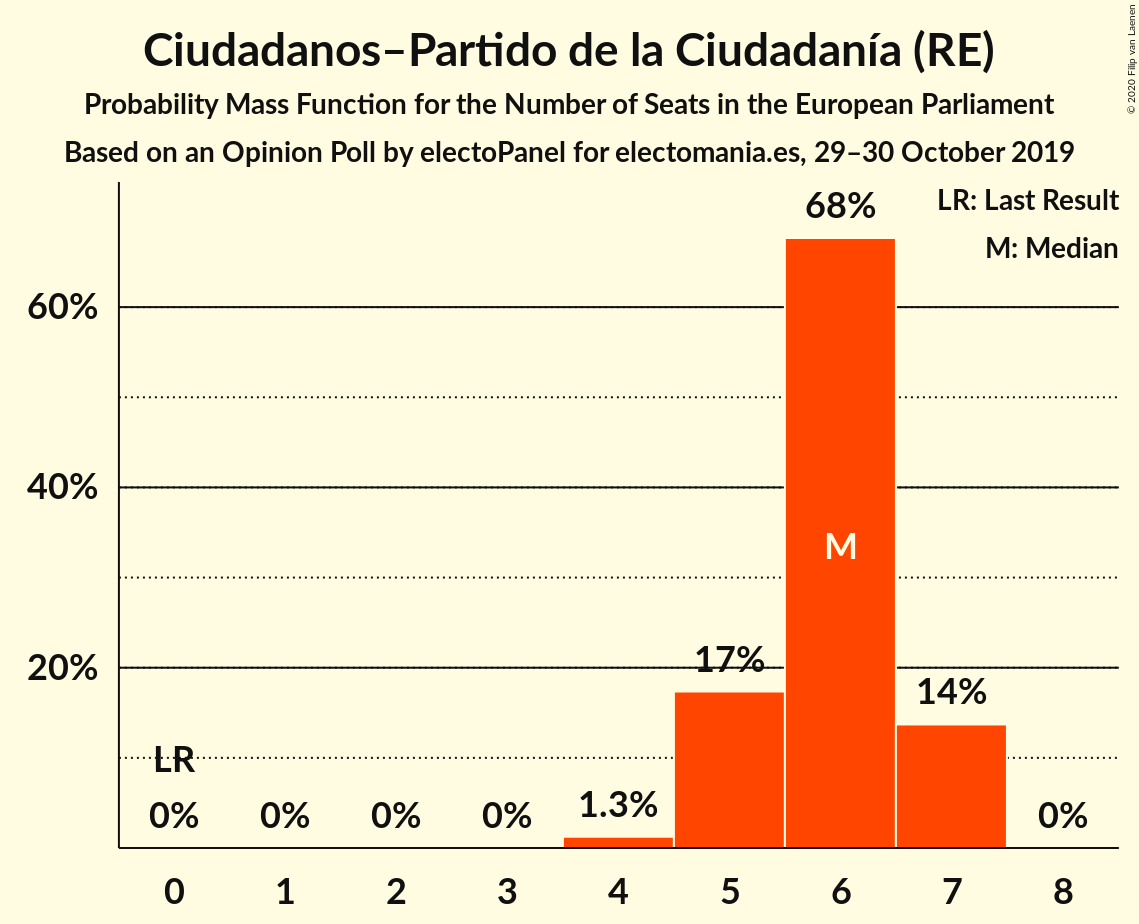 Ciudadanos–Partido de la Ciudadanía (RE)
Probability Mass Function for the Number of Seats in the European Parliament
Based on an Opinion Poll by electoPanel for electomania.es, 29–30 October 2019
© 2020 Filip van Laenen
LR: Last Result
M: Median
68%
60%
40%
M
20%
17%
14%
LR
0%
0%
0%
0%
1.3%
0%
0
1
2
3
4
5
6
7
8